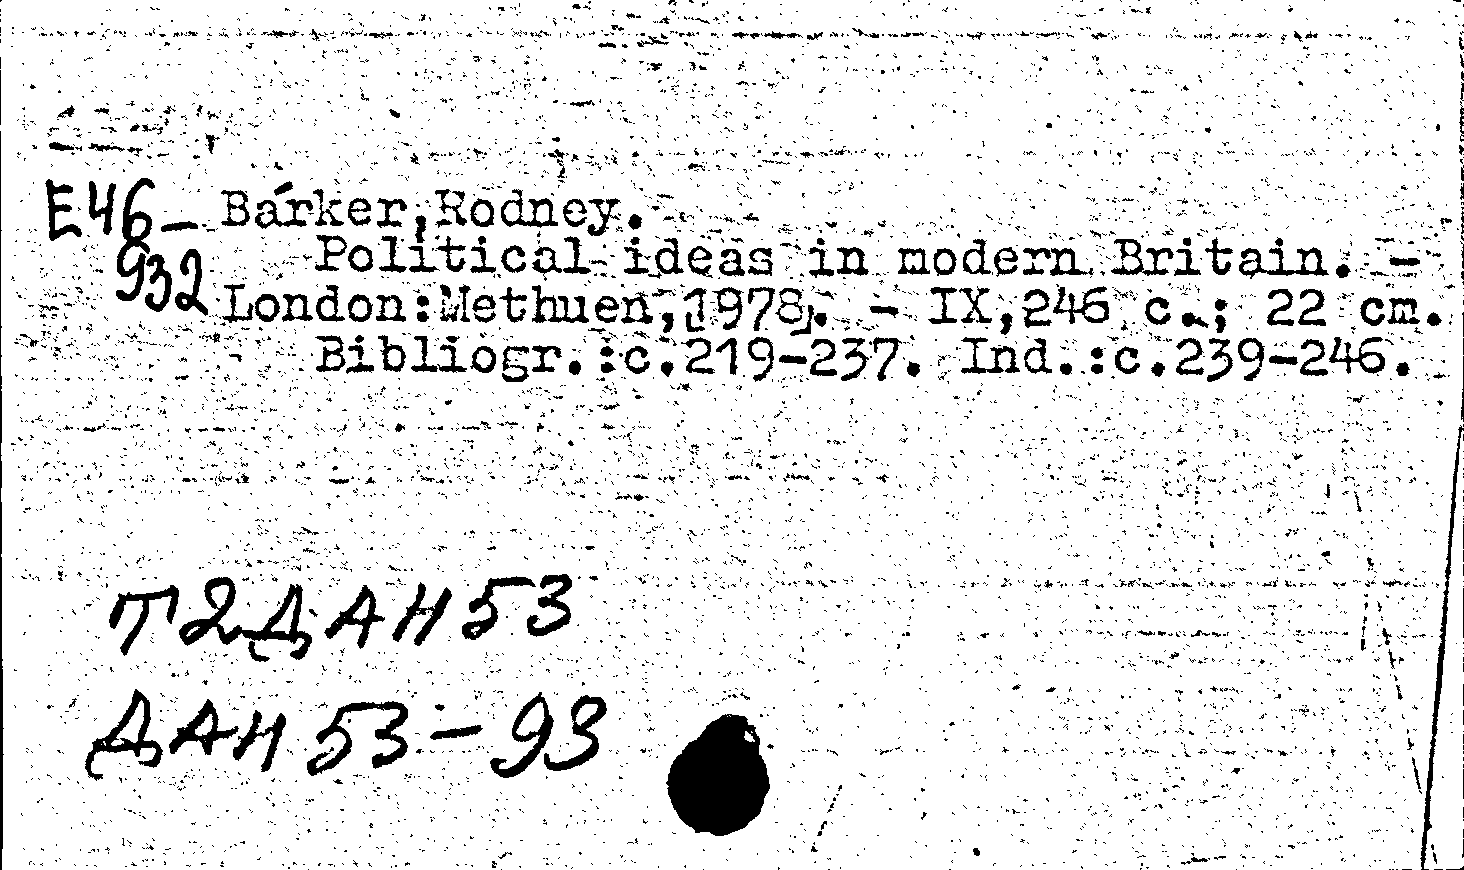 Е46-
932
Bárker,Rodney.
Political ideas in modern Britain. -
London:Methuen,[1978]. - IX,246 с.; 22 cm.
Bibliogr.:с.219-237. Ind.:с.239-246.
Т2ДАН53
ДАН53-93